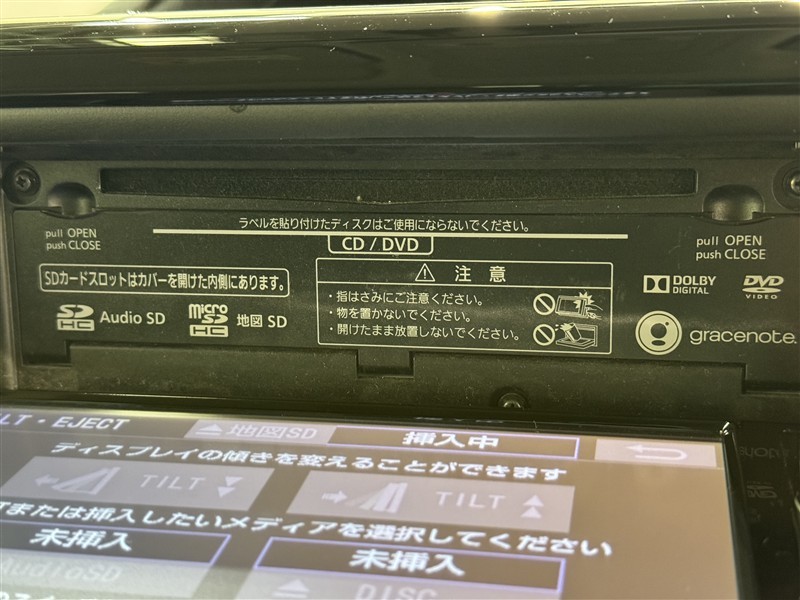 ラベルを貼り付けたディスクはご使用にならないでください。
pull OPEN
push CLOSE
CD / DVD
pull OPEN
push CLOSE
SDカードスロットはカバーを開けた内側にあります。
⚠ 注 意
・指はさみにご注意ください。
・物を置かないでください。
・開けたまま放置しないでください。
DOLBY
DIGITAL
DVD
VIDEO
SD
HC
Audio SD
micro
SD
HC
地図 SD
gracenote.
LT・EJECT
地図SD
挿入中
ディスプレイの傾きを変えることができます
TILT
TILT
または挿入したいメディアを選択してください
未挿入
未挿入
AudioSD
DISC